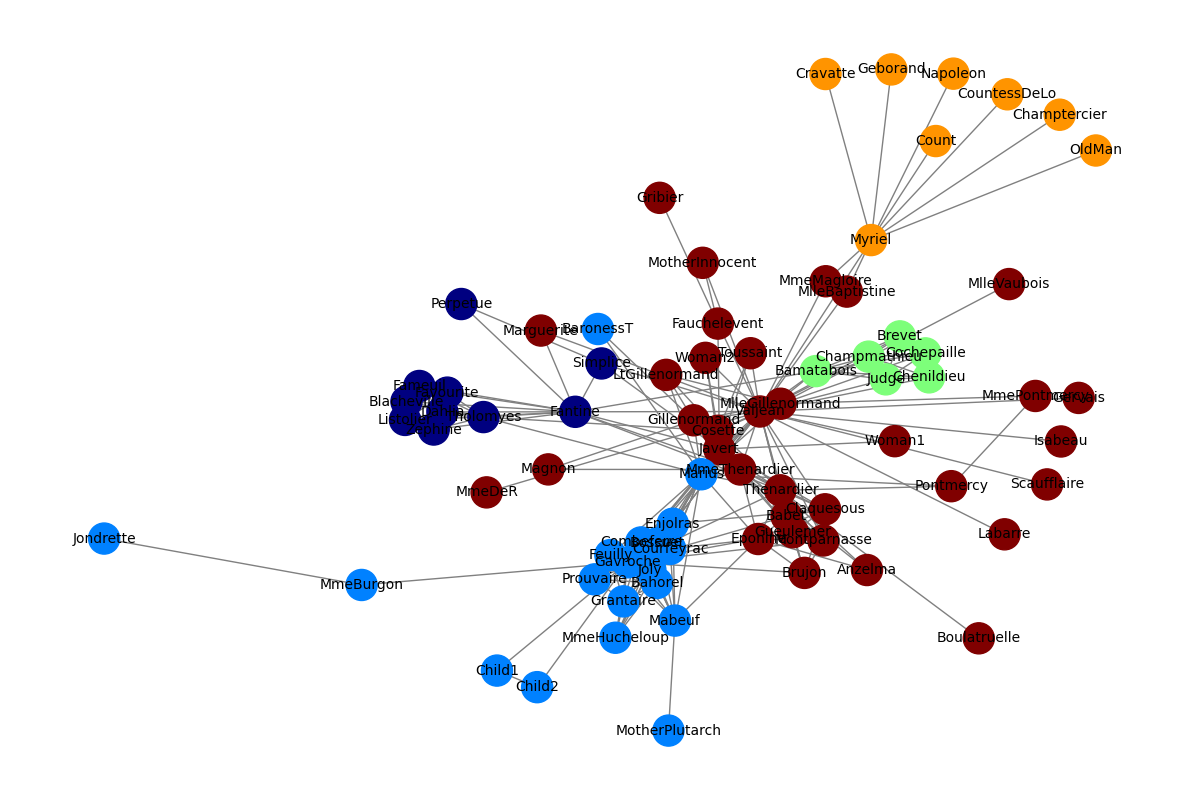 Cravatte
Geborand
Napoleon
CountessDeLo
Champtercier
Count
OldMan
Gribier
Myriel
MotherInnocent
MmeMagloire
MlleBaptistine
MlleVaubois
Perpetue
Marguerite
BaronessT
Fauchelevent
Brevet
Simplice
Woman2
Toussaint
Champmathieu
Cochepaille
LtGillenormand
Bamatabois
Judge
Chenildieu
Fameuil
Favourite
Blacheville
Dahlia
Listolier
Zephine
Tholomyes
Fantine
MlleGillenormand
Valjean
MmePontmercy
Gervais
Gillenormand
Cosette
Javert
Woman1
Isabeau
Magnon
Marius
MmeThenardier
MmeDeR
Thenardier
Pontmercy
Scaufflaire
Claquesous
Babet
Enjolras
Gueulemer
Labarre
Jondrette
Combeferre
Bossuet
Courfeyrac
Eponine
Montparnasse
Feuilly
Gavroche
Joly
MmeBurgon
Prouvaire
Bahorel
Brujon
Anzelma
Grantaire
Mabeuf
MmeHucheloup
Boulatruelle
Child1
Child2
MotherPlutarch